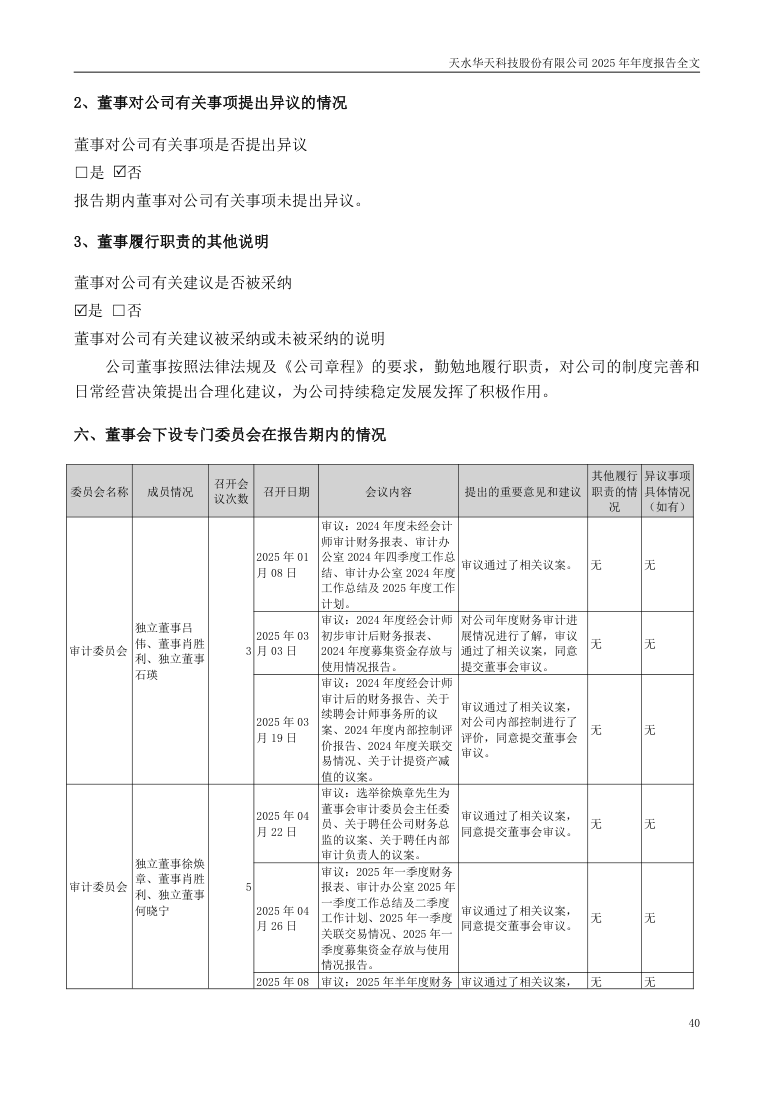 天水华天科技股份有限公司 2025 年年度报告全文
2、董事对公司有关事项提出异议的情况
董事对公司有关事项是否提出异议
□是 ☑否
报告期内董事对公司有关事项未提出异议。
3、董事履行职责的其他说明
董事对公司有关建议是否被采纳
☑是 □否
董事对公司有关建议被采纳或未被采纳的说明
公司董事按照法律法规及《公司章程》的要求，勤勉地履行职责，对公司的制度完善和
日常经营决策提出合理化建议，为公司持续稳定发展发挥了积极作用。
六、董事会下设专门委员会在报告期内的情况
委员会名称
成员情况
召开会
议次数
召开日期
会议内容
提出的重要意见和建议
其他履行
职责的情
况
异议事项
具体情况
（如有）
审计委员会
独立董事吕
伟、董事肖胜
利、独立董事
石瑛
3
2025 年 01
月 08 日
审议：2024 年度未经会计
师审计财务报表、审计办
公室 2024 年四季度工作总
结、审计办公室 2024 年度
工作总结及 2025 年度工作
计划。
审议通过了相关议案。
无
无
2025 年 03
月 03 日
审议：2024 年度经会计师
初步审计后财务报表、
2024 年度募集资金存放与
使用情况报告。
对公司年度财务审计进
展情况进行了解，审议
通过了相关议案，同意
提交董事会审议。
无
无
2025 年 03
月 19 日
审议：2024 年度经会计师
审计后的财务报告、关于
续聘会计师事务所的议
案、2024 年度内部控制评
价报告、2024 年度关联交
易情况、关于计提资产减
值的议案。
审议通过了相关议案，
对公司内部控制进行了
评价，同意提交董事会
审议。
无
无
审计委员会
独立董事徐焕
章、董事肖胜
利、独立董事
何晓宁
5
2025 年 04
月 22 日
审议：选举徐焕章先生为
董事会审计委员会主任委
员、关于聘任公司财务总
监的议案、关于聘任内部
审计负责人的议案。
审议通过了相关议案，
同意提交董事会审议。
无
无
2025 年 04
月 26 日
审议：2025 年一季度财务
报表、审计办公室 2025 年
一季度工作总结及二季度
工作计划、2025 年一季度
关联交易情况、2025 年一
季度募集资金存放与使用
情况报告。
审议通过了相关议案，
同意提交董事会审议。
无
无
2025 年 08
审议：2025 年半年度财务
审议通过了相关议案，
无
无
40